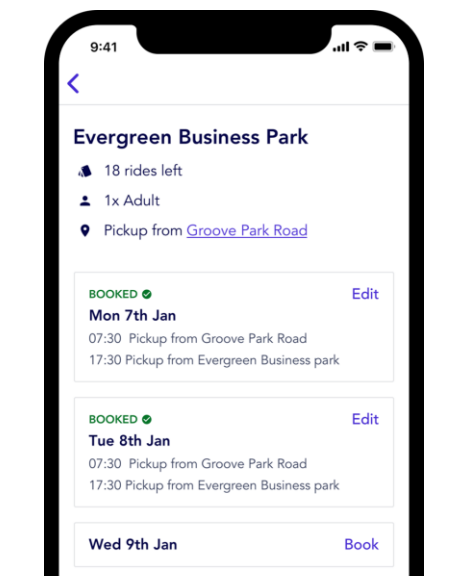 9:41
Evergreen Business Park
18 rides left
1x Adult
Pickup from Groove Park Road
BOOKED
Edit
Mon 7th Jan
07:30 Pickup from Groove Park Road
17:30 Pickup from Evergreen Business park
BOOKED
Edit
Tue 8th Jan
07:30 Pickup from Groove Park Road
17:30 Pickup from Evergreen Business park
Wed 9th Jan
Book